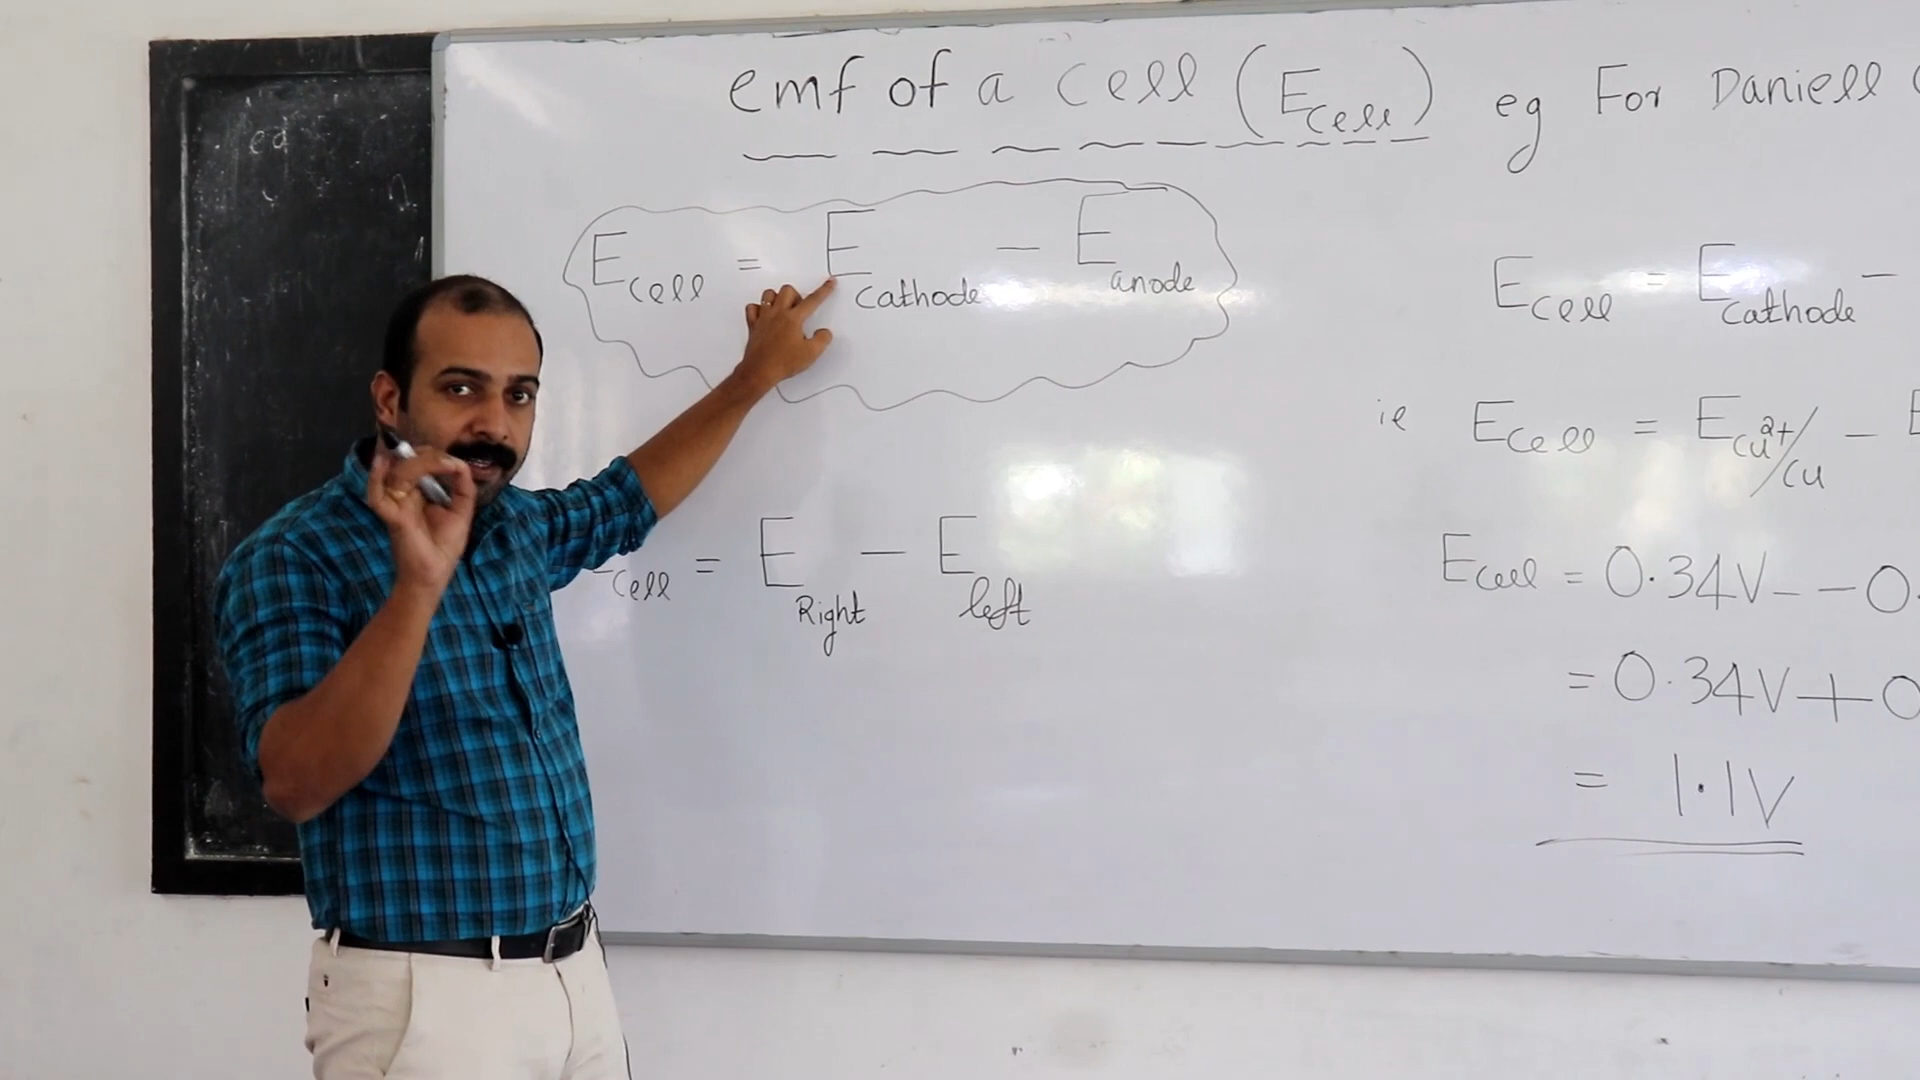 emf of a cell (Ecell) eg For Daniell (
Ecell = Ecathode - Eanode
cell = ERight - Eleft
Ecell = Ecathode -
ie Ecell = ECu2+/Cu -
Ecell = 0.34V - - 0.
= 0.34V + 0
= 1.1V